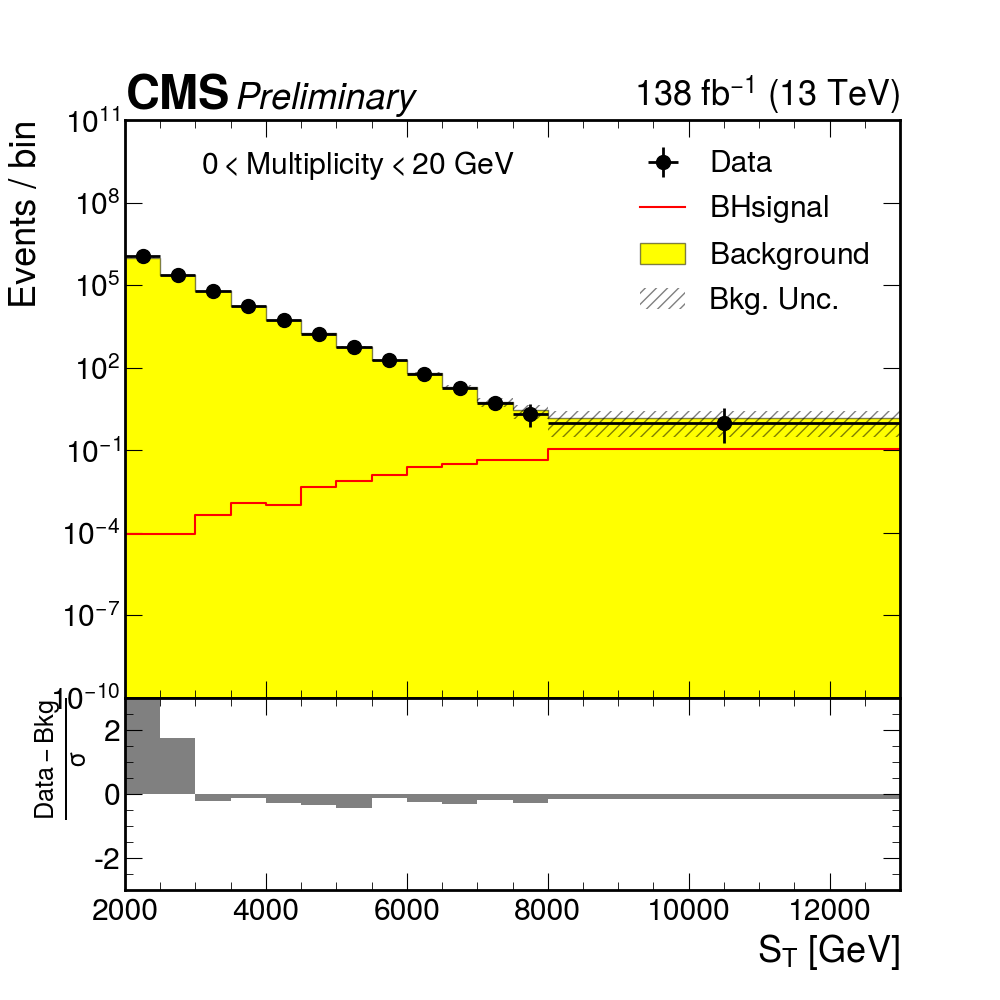 CMS Preliminary 138 fb⁻¹ (13 TeV)
Events / bin
10¹¹
10⁸
10⁵
10²
10⁻¹
10⁻⁴
10⁻⁷
10⁻¹⁰
0 < Multiplicity < 20 GeV
Data
BHsignal
Background
Bkg. Unc.
Data − Bkg
σ
2
0
-2
2000 4000 6000 8000 10000 12000
S_T [GeV]